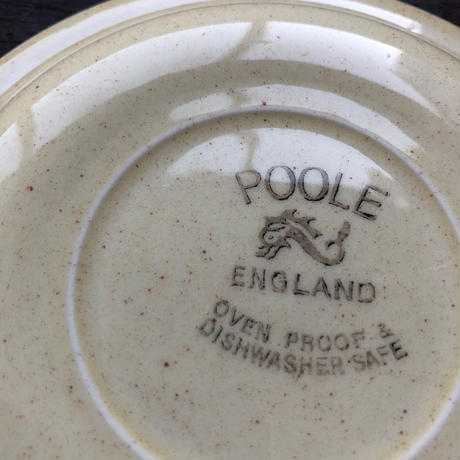 POOLE
ENGLAND
OVEN PROOF &
DISHWASHER SAFE